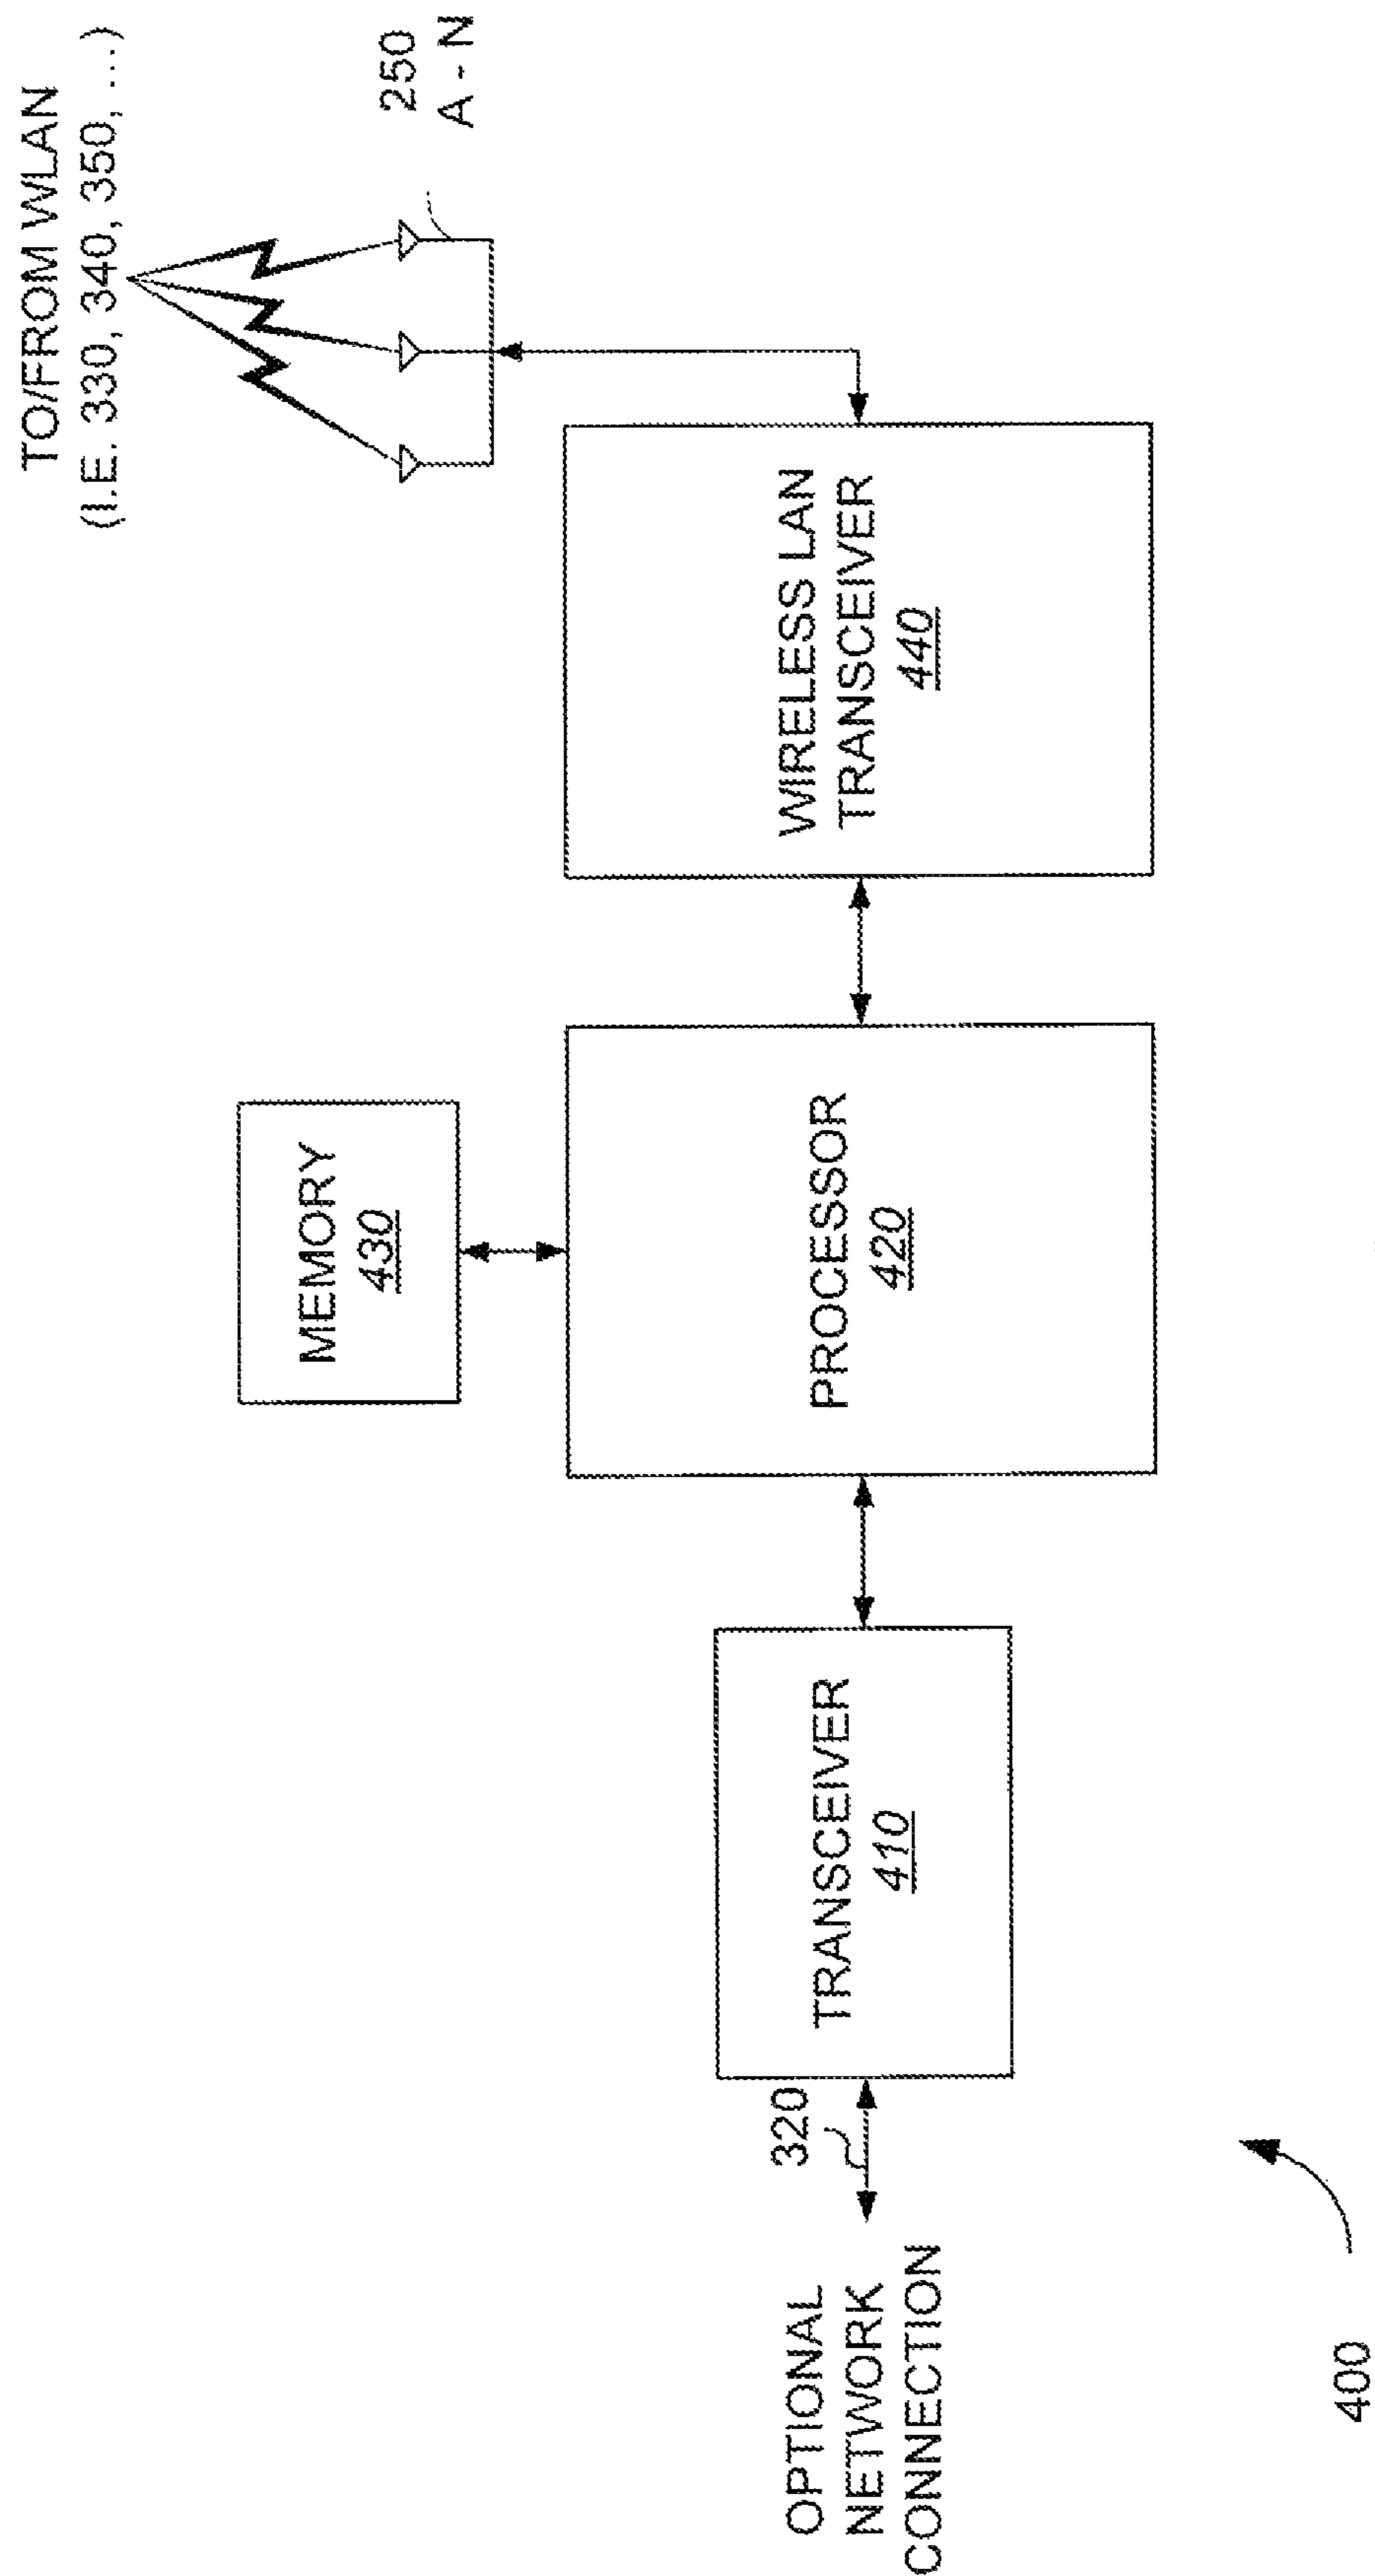 TO/FROM WLAN
(I.E. 330, 340, 350, ...)
250
A - N
MEMORY
430
OPTIONAL
NETWORK
CONNECTION
320
TRANSCEIVER
410
PROCESSOR
420
WIRELESS LAN
TRANSCEIVER
440
400